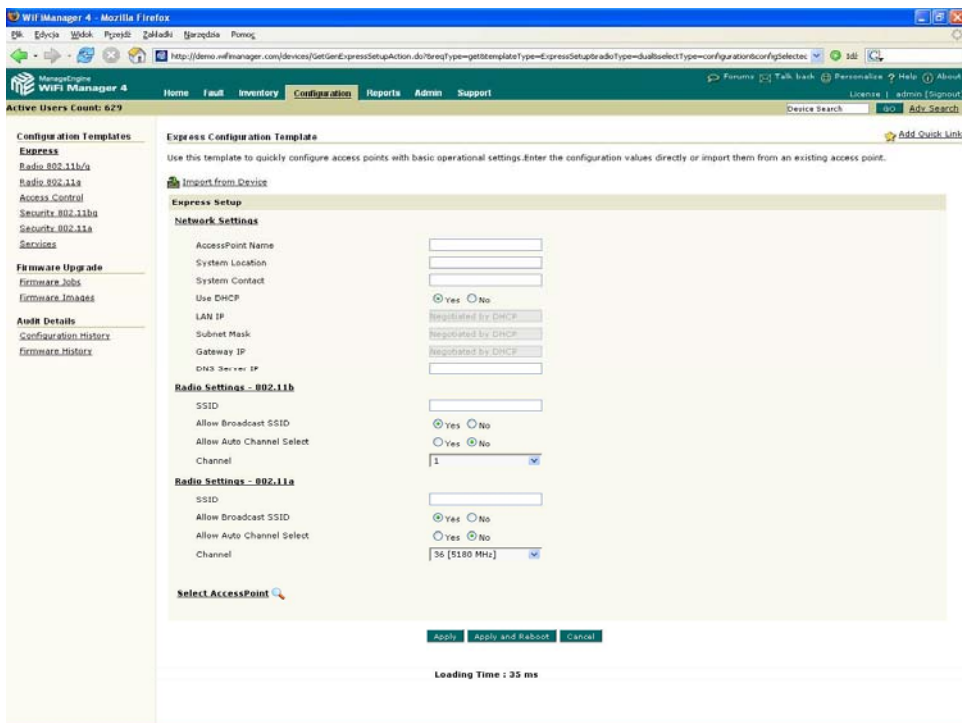 WiFiManager 4 - Mozilla Firefox
Plik Edycja Widok Przejdź Zakładki Narzędzia Pomoc
http://demo.wifimanager.com/devices/GetGenExpressSetupAction.do?reqType=get&templateType=ExpressSetup&radioType=dual&selectType=configuration&configSelected
Idź
ManageEngine
WiFi Manager 4
Forums Talk back Personalize ? Help About
License | admin [Signout]
Home Fault Inventory Configuration Reports Admin Support
Active Users Count: 629
Device Search GO Adv Search
Configuration Templates
Express
Radio 802.11b/g
Radio 802.11a
Access Control
Security 802.11bg
Security 802.11a
Services
Firmware Upgrade
Firmware Jobs
Firmware Images
Audit Details
Configuration History
Firmware History
Express Configuration Template
Add Quick Link
Use this template to quickly configure access points with basic operational settings.Enter the configuration values directly or import them from an existing access point.
Import from Device
Express Setup
Network Settings
AccessPoint Name
System Location
System Contact
Use DHCP Yes No
LAN IP Negotiated by DHCP
Subnet Mask Negotiated by DHCP
Gateway IP Negotiated by DHCP
DNS Server IP
Radio Settings - 802.11b
SSID
Allow Broadcast SSID Yes No
Allow Auto Channel Select Yes No
Channel 1
Radio Settings - 802.11a
SSID
Allow Broadcast SSID Yes No
Allow Auto Channel Select Yes No
Channel 36 [5180 MHz]
Select AccessPoint
Apply Apply and Reboot Cancel
Loading Time : 35 ms